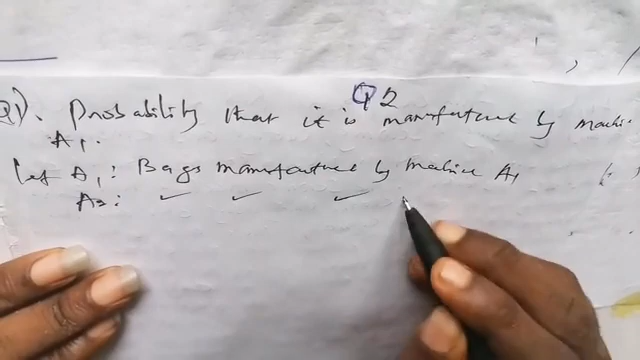 Q2
Q1). Probability that it is manufactured by machine
A1.
Let A1: Bags manufactured by machine A1
A2: ✓ ✓ ✓